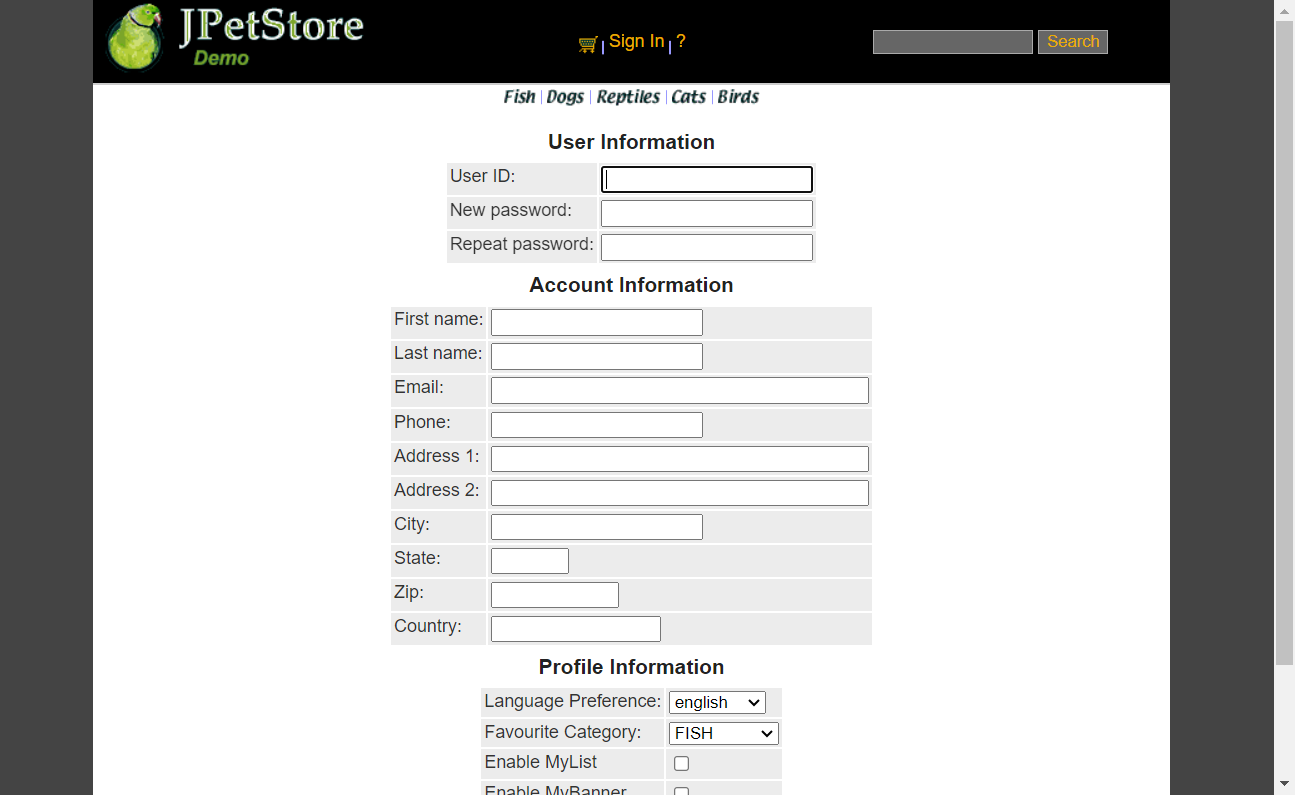 JPetStore
Demo
Sign In ? Search
Fish Dogs Reptiles Cats Birds
User Information
User ID:
New password:
Repeat password:
Account Information
First name:
Last name:
Email:
Phone:
Address 1:
Address 2:
City:
State:
Zip:
Country:
Profile Information
Language Preference: english
Favourite Category: FISH
Enable MyList
Enable MyBanner